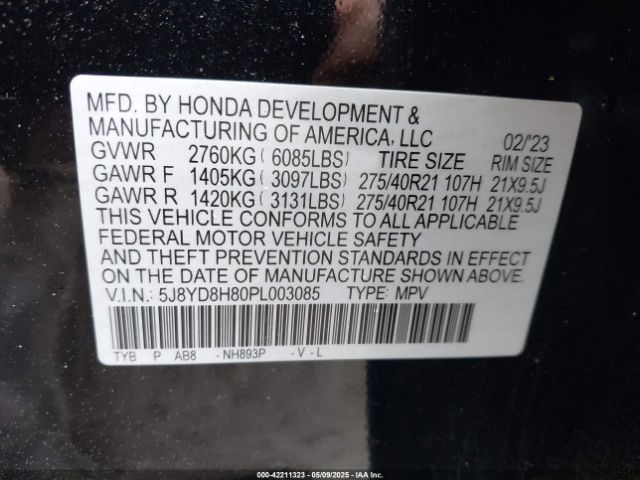 MFD. BY HONDA DEVELOPMENT &
MANUFACTURING OF AMERICA, LLC 02/'23
GVWR 2760KG ( 6085LBS) TIRE SIZE RIM SIZE
GAWR F 1405KG ( 3097LBS) 275/40R21 107H 21X9.5J
GAWR R 1420KG ( 3131LBS) 275/40R21 107H 21X9.5J
THIS VEHICLE CONFORMS TO ALL APPLICABLE
FEDERAL MOTOR VEHICLE SAFETY
AND THEFT PREVENTION STANDARDS IN EFFECT
ON THE DATE OF MANUFACTURE SHOWN ABOVE.
V.I.N.: 5J8YD8H80PL003085 TYPE: MPV
TYB P AB8 -NH893P -V-L
000-42211323 - 05/09/2025 - IAAI, Inc.